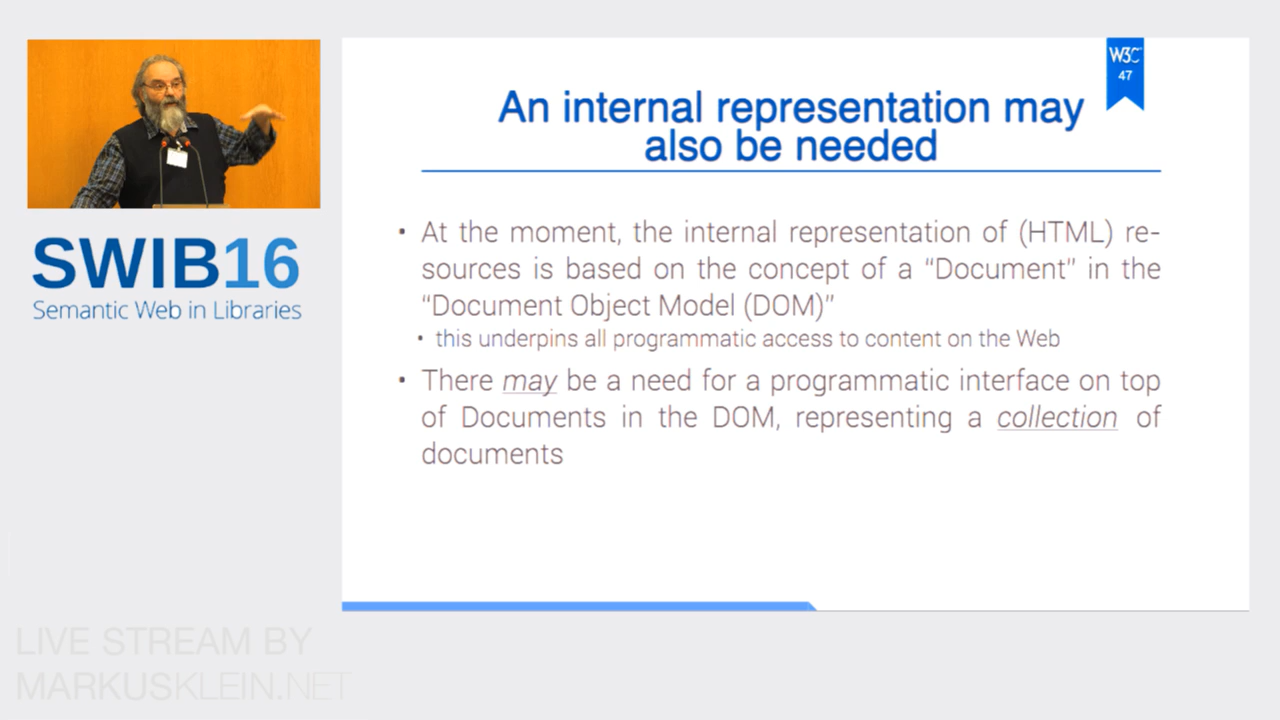 W3C
47
An internal representation may
also be needed
• At the moment, the internal representation of (HTML) re-
sources is based on the concept of a “Document” in the
“Document Object Model (DOM)”
• this underpins all programmatic access to content on the Web
• There may be a need for a programmatic interface on top
of Documents in the DOM, representing a collection of
documents
SWIB16
Semantic Web in Libraries
LIVE STREAM BY
MARKUSKLEIN.NET